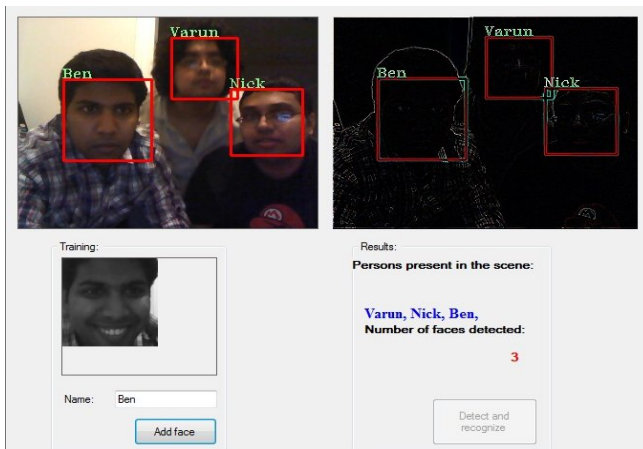 Varun
Ben
Nick
Varun
Ben
Nick
Training:
Name:
Ben
Add face
Results:
Persons present in the scene:
Varun, Nick, Ben,
Number of faces detected:
3
Detect and
recognize